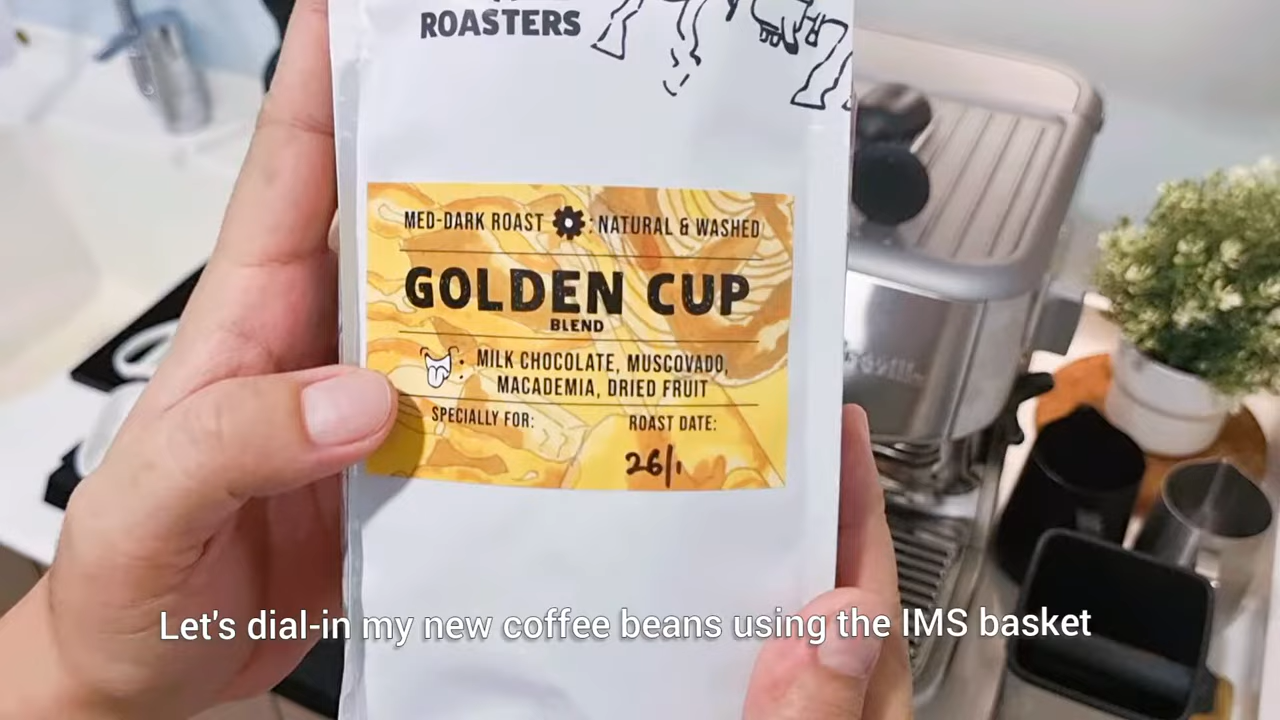 ROASTERS
MED-DARK ROAST : NATURAL & WASHED
GOLDEN CUP
BLEND
: MILK CHOCOLATE, MUSCOVADO,
MACADEMIA, DRIED FRUIT
SPECIALLY FOR: ROAST DATE:
26/1
Let's dial-in my new coffee beans using the IMS basket